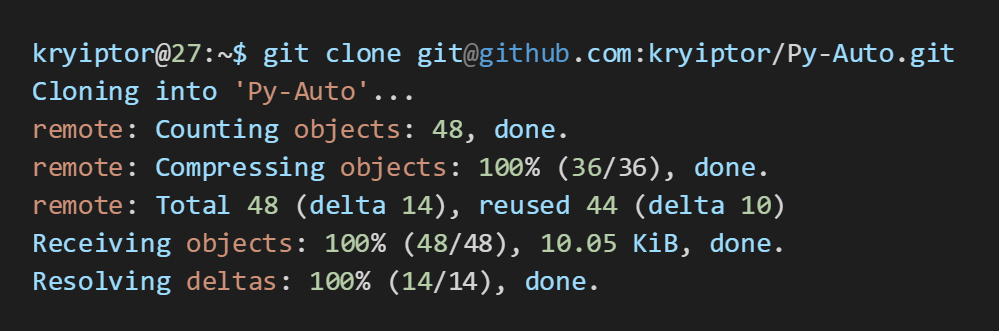 kryiptor@27:~$ git clone git@github.com:kryiptor/Py-Auto.git
Cloning into 'Py-Auto'...
remote: Counting objects: 48, done.
remote: Compressing objects: 100% (36/36), done.
remote: Total 48 (delta 14), reused 44 (delta 10)
Receiving objects: 100% (48/48), 10.05 KiB, done.
Resolving deltas: 100% (14/14), done.